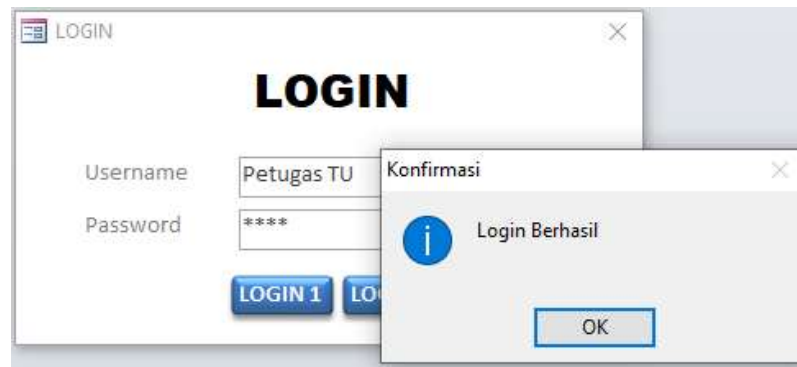 LOGIN
LOGIN
Username Petugas TU
Password ****
LOGIN 1
Konfirmasi
Login Berhasil
OK